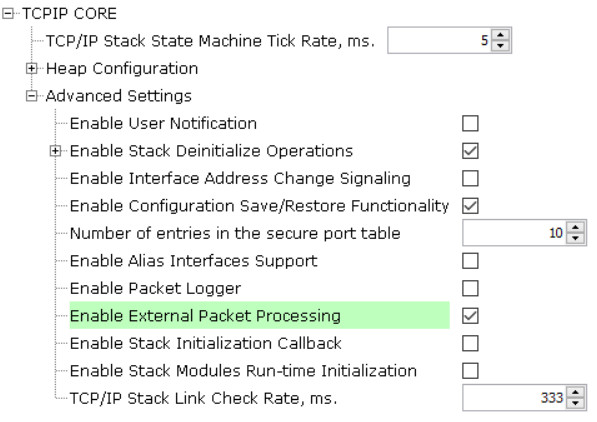 TCPIP CORE
TCP/IP Stack State Machine Tick Rate, ms. 5
Heap Configuration
Advanced Settings
Enable User Notification
Enable Stack Deinitialize Operations
Enable Interface Address Change Signaling
Enable Configuration Save/Restore Functionality
Number of entries in the secure port table 10
Enable Alias Interfaces Support
Enable Packet Logger
Enable External Packet Processing
Enable Stack Initialization Callback
Enable Stack Modules Run-time Initialization
TCP/IP Stack Link Check Rate, ms. 333